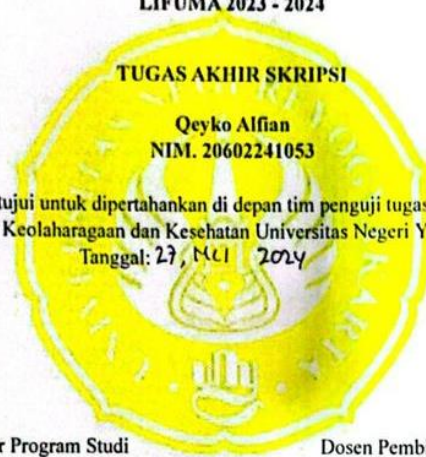 LIFUMA 2023 - 2024
TUGAS AKHIR SKRIPSI
Qeyko Alfian
NIM. 20602241053
tujui untuk dipertahankan di depan tim penguji tugas
Keolaharagaan dan Kesehatan Universitas Negeri Y
Tanggal: 27, Mei 2024
r Program Studi
Dosen Pemb